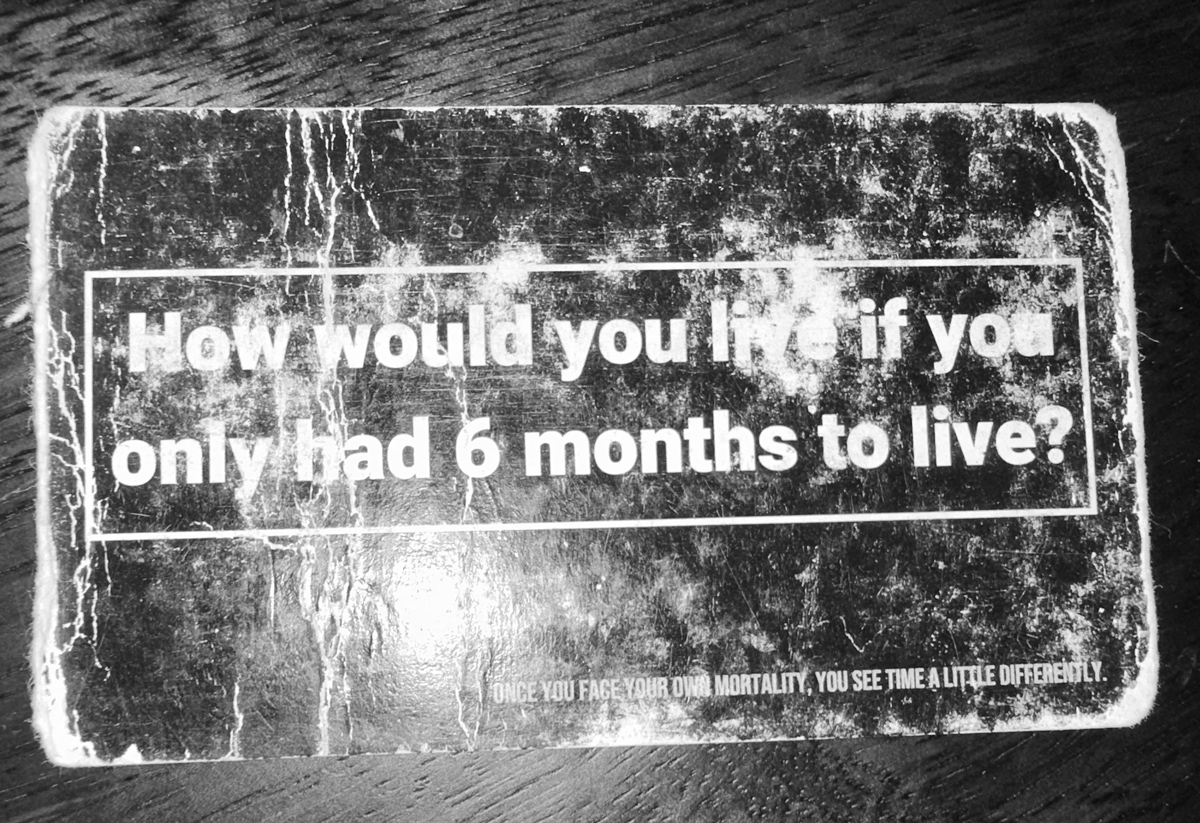 How would you live if you
only had 6 months to live?
ONCE YOU FACE YOUR OWN MORTALITY, YOU SEE TIME A LITTLE DIFFERENTLY.